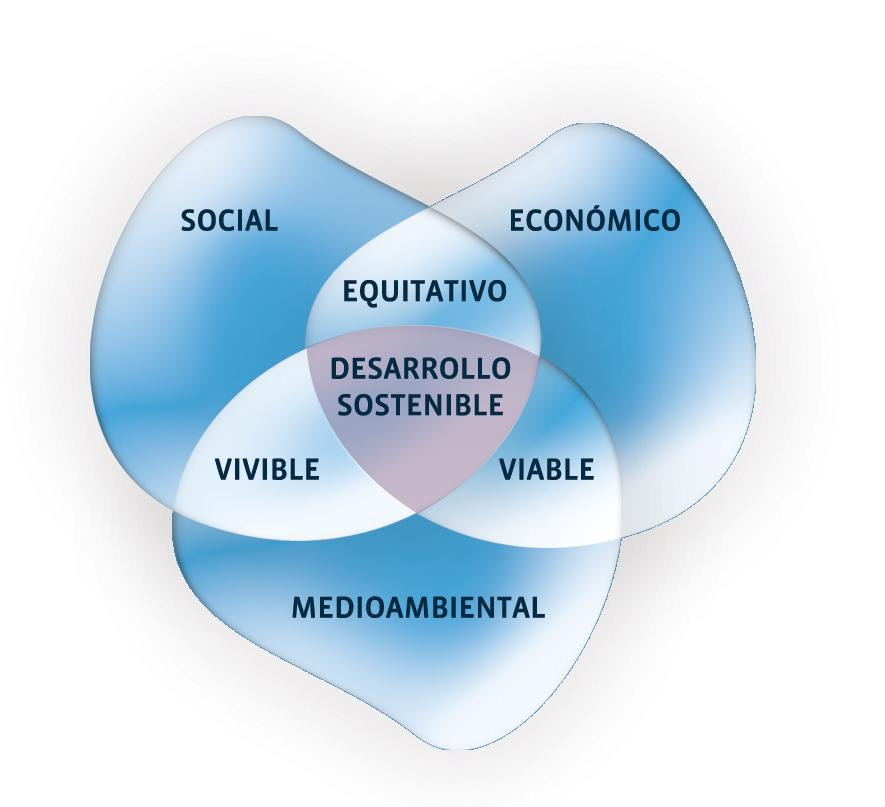 SOCIAL
ECONÓMICO
EQUITATIVO
DESARROLLO
SOSTENIBLE
VIVIBLE
VIABLE
MEDIOAMBIENTAL